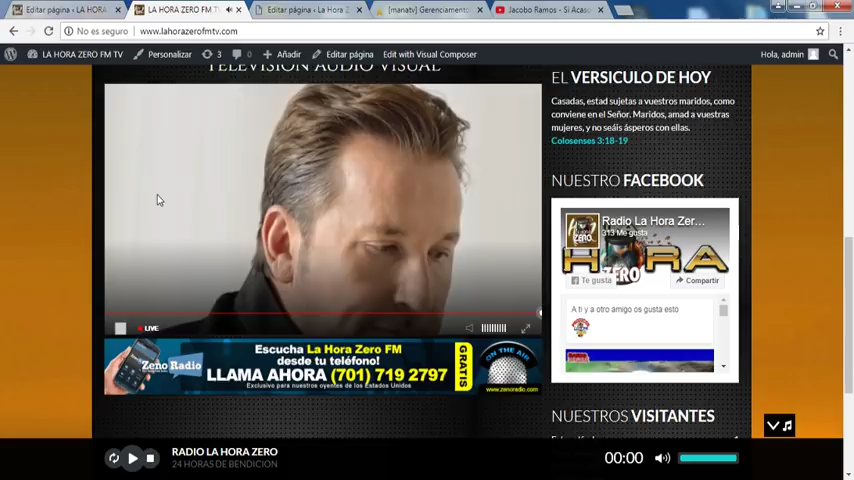 Editar página ‹ LA HORA
LA HORA ZERO FM TV
Editar página ‹ La Hora Z
[manatv] Gerenciamento
Jacobo Ramos - Si Acaso
No es seguro | www.lahorazerofmtv.com
LA HORA ZERO FM TV
Personalizar
3
0
Añadir
Editar página
Edit with Visual Composer
Hola, admin
TELEVISION AUDIO VISUAL
EL VERSICULO DE HOY
Casadas, estad sujetas a vuestros maridos, como
conviene en el Señor. Maridos, amad a vuestras
mujeres, y no seáis ásperos con ellas.
Colosenses 3:18-19
NUESTRO FACEBOOK
Radio La Hora Zer...
313 Me gusta
HORA
ZERO
Te gusta
Compartir
A ti y a otro amigo os gusta esto
LIVE
Zeno Radio
Escucha La Hora Zero FM
desde tu teléfono!
LLAMA AHORA (701) 719 2797
Exclusivo para nuestros oyentes de los Estados Unidos
GRATIS
ON THE AIR
www.zenoradio.com
NUESTROS VISITANTES
RADIO LA HORA ZERO
24 HORAS DE BENDICION
00:00